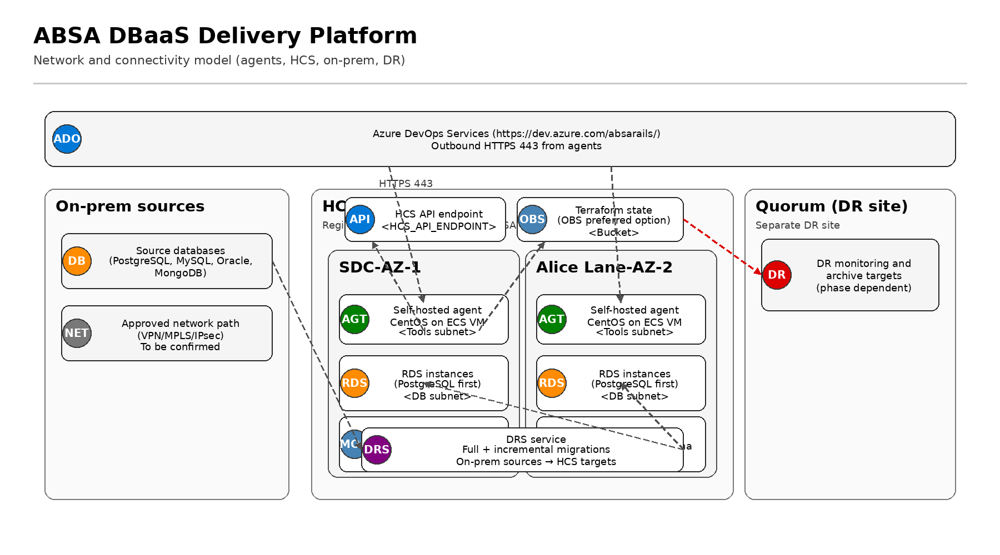 ABSA DBaaS Delivery Platform
Network and connectivity model (agents, HCS, on-prem, DR)
ADO
Azure DevOps Services (https://dev.azure.com/absarails/)
Outbound HTTPS 443 from agents
HTTPS 443
On-prem sources
DB
Source databases
(PostgreSQL, MySQL, Oracle,
MongoDB)
NET
Approved network path
(VPN/MPLS/IPsec)
To be confirmed
API
HCS API endpoint
<HCS_API_ENDPOINT>
OBS
Terraform state
(OBS preferred option)
<Bucket>
SDC-AZ-1
AGT
Self-hosted agent
CentOS on ECS VM
<Tools subnet>
RDS
RDS instances
(PostgreSQL first)
<DB subnet>
Alice Lane-AZ-2
AGT
Self-hosted agent
CentOS on ECS VM
<Tools subnet>
RDS
RDS instances
(PostgreSQL first)
<DB subnet>
DRS
DRS service
Full + incremental migrations
On-prem sources → HCS targets
Quorum (DR site)
Separate DR site
DR
DR monitoring and
archive targets
(phase dependent)